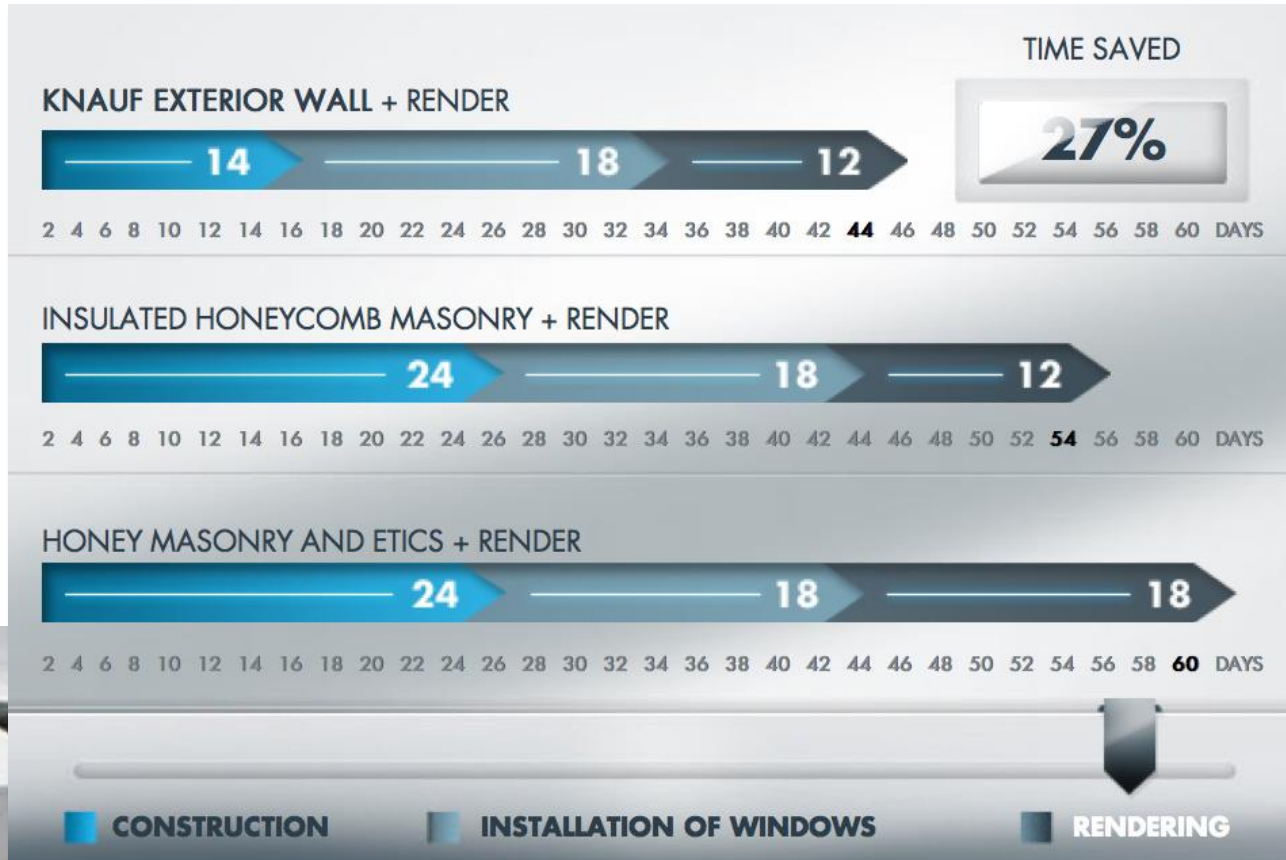 TIME SAVED
27%
KNAUF EXTERIOR WALL + RENDER
14 18 12
2 4 6 8 10 12 14 16 18 20 22 24 26 28 30 32 34 36 38 40 42 44 46 48 50 52 54 56 58 60 DAYS
INSULATED HONEYCOMB MASONRY + RENDER
24 18 12
2 4 6 8 10 12 14 16 18 20 22 24 26 28 30 32 34 36 38 40 42 44 46 48 50 52 54 56 58 60 DAYS
HONEY MASONRY AND ETICS + RENDER
24 18 18
2 4 6 8 10 12 14 16 18 20 22 24 26 28 30 32 34 36 38 40 42 44 46 48 50 52 54 56 58 60 DAYS
CONSTRUCTION INSTALLATION OF WINDOWS RENDERING